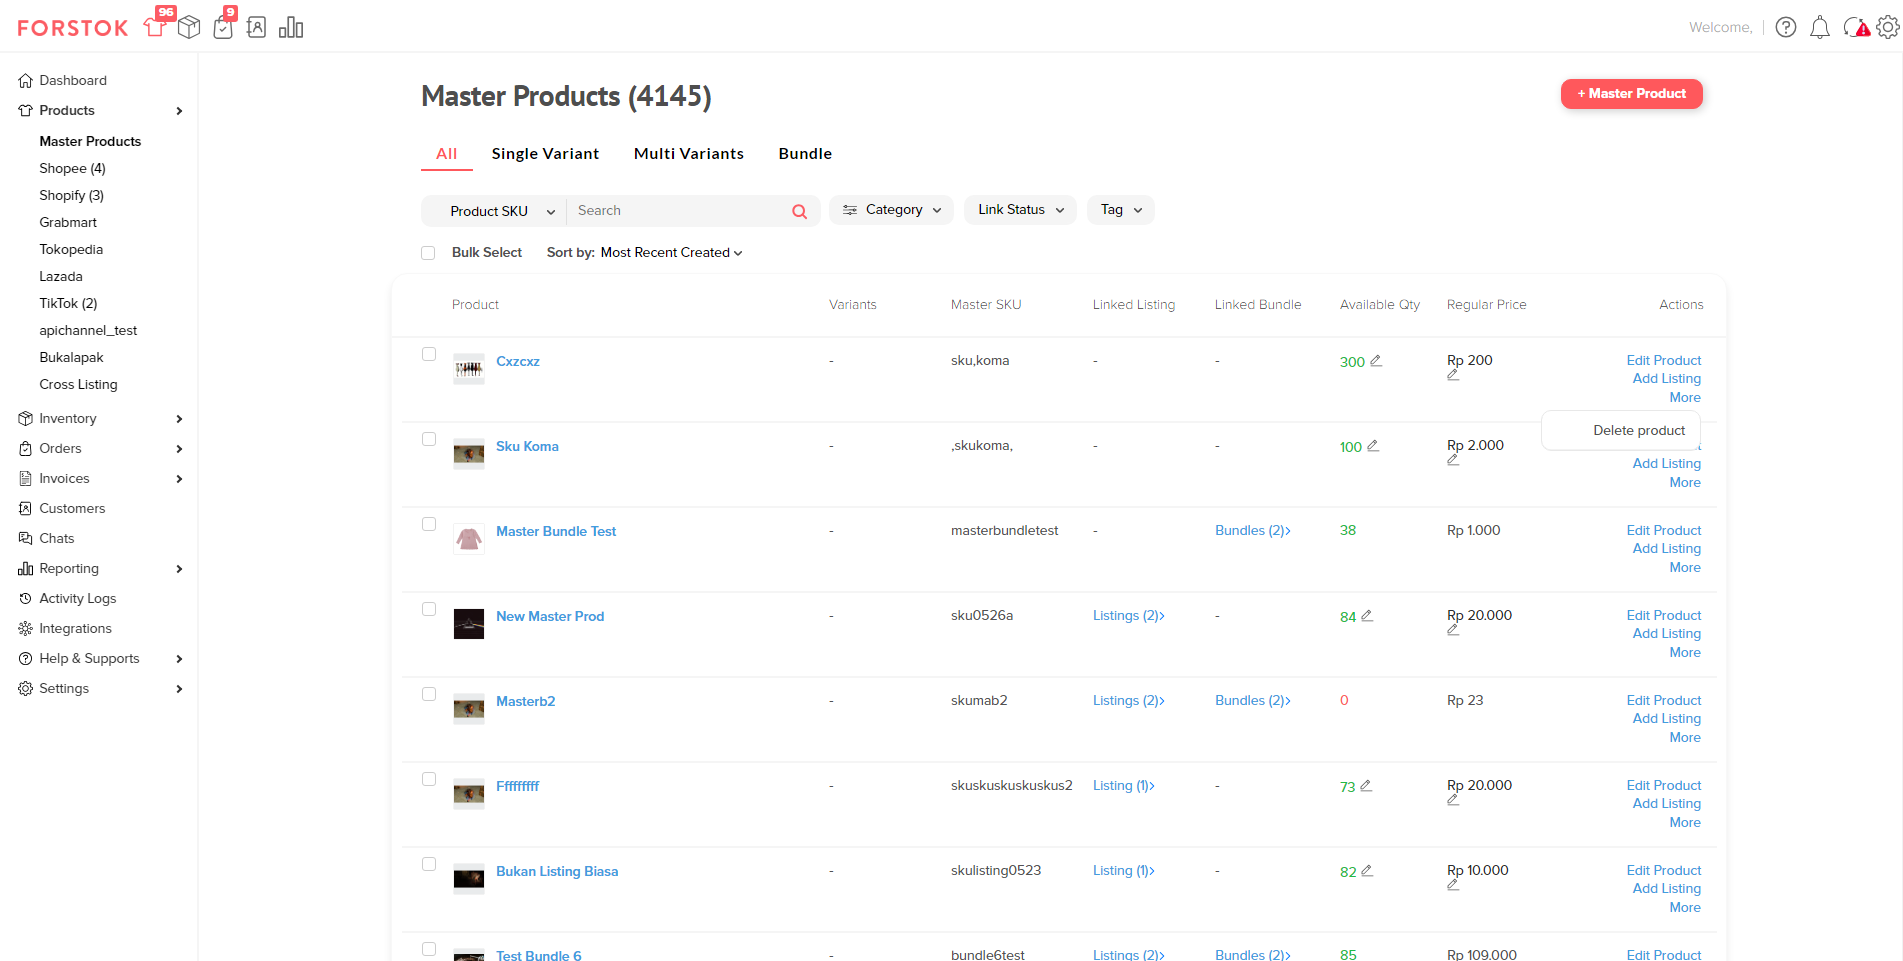 FORSTOK
96
9
Welcome,
Dashboard
Products
Master Products
Shopee (4)
Shopify (3)
Grabmart
Tokopedia
Lazada
TikTok (2)
apichannel_test
Bukalapak
Cross Listing
Inventory
Orders
Invoices
Customers
Chats
Reporting
Activity Logs
Integrations
Help & Supports
Settings
Master Products (4145)
+ Master Product
All Single Variant Multi Variants Bundle
Product SKU Search Category Link Status Tag
Bulk Select Sort by: Most Recent Created
Product Variants Master SKU Linked Listing Linked Bundle Available Qty Regular Price Actions
Cxzcxz - sku,koma - - 300 Rp 200 Edit Product
Add Listing
More
Delete product
Sku Koma - ,skukoma, - - 100 Rp 2.000
Add Listing
More
Master Bundle Test - masterbundletest - Bundles (2)> 38 Rp 1.000 Edit Product
Add Listing
More
New Master Prod - sku0526a Listings (2)> - 84 Rp 20.000 Edit Product
Add Listing
More
Masterb2 - skumab2 Listings (2)> Bundles (2)> 0 Rp 23 Edit Product
Add Listing
More
Fffffffff - skuskuskuskuskus2 Listing (1)> - 73 Rp 20.000 Edit Product
Add Listing
More
Bukan Listing Biasa - skulisting0523 Listing (1)> - 82 Rp 10.000 Edit Product
Add Listing
More
Test Bundle 6 - bundle6test Listings (2)> Bundles (2)> 85 Rp 109.000 Edit Product